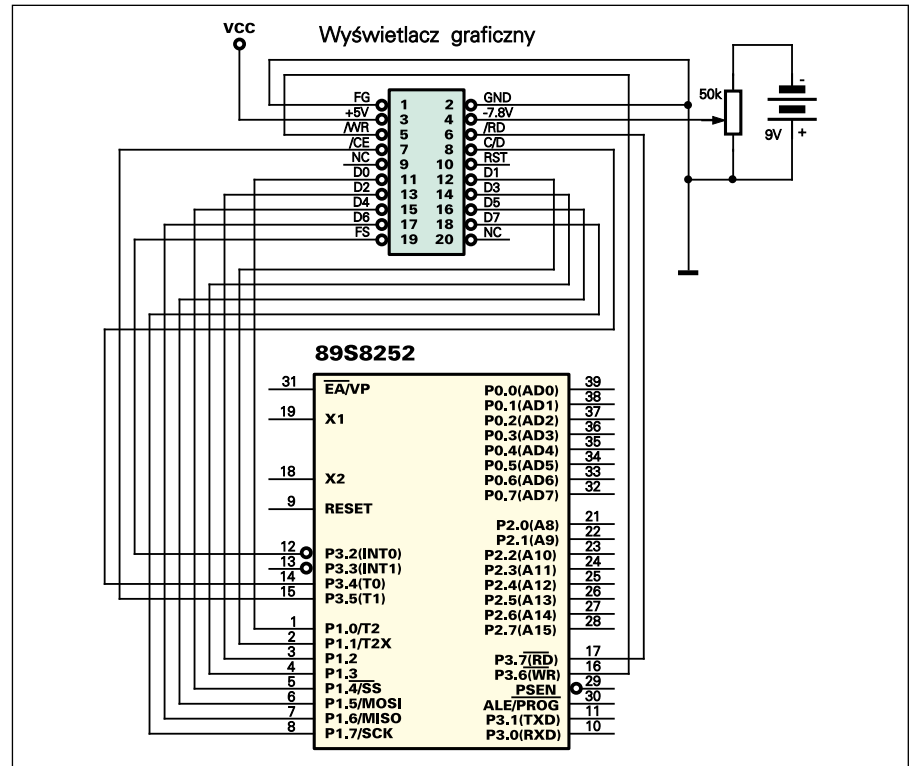 VCC
Wyświetlacz graficzny
FG 1 2 GND
+5V 3 4 -7.8V
/WR 5 6 /RD
/CE 7 8 C/D
NC 9 10 RST
D0 11 12 D1
D2 13 14 D3
D4 15 16 D5
D6 17 18 D7
FS 19 20 NC
50k
-
9V
+
89S8252
31 EA/VP
19 X1
18 X2
9 RESET
12 P3.2(INT0)
13 P3.3(INT1)
14 P3.4(T0)
15 P3.5(T1)
1 P1.0/T2
2 P1.1/T2X
3 P1.2
4 P1.3
5 P1.4/SS
6 P1.5/MOSI
7 P1.6/MISO
8 P1.7/SCK
P0.0(AD0) 39
P0.1(AD1) 38
P0.2(AD2) 37
P0.3(AD3) 36
P0.4(AD4) 35
P0.5(AD5) 34
P0.6(AD6) 33
P0.7(AD7) 32
P2.0(A8) 21
P2.1(A9) 22
P2.2(A10) 23
P2.3(A11) 24
P2.4(A12) 25
P2.5(A13) 26
P2.6(A14) 27
P2.7(A15) 28
P3.7(RD) 17
P3.6(WR) 16
PSEN 29
ALE/PROG 30
P3.1(TXD) 11
P3.0(RXD) 10